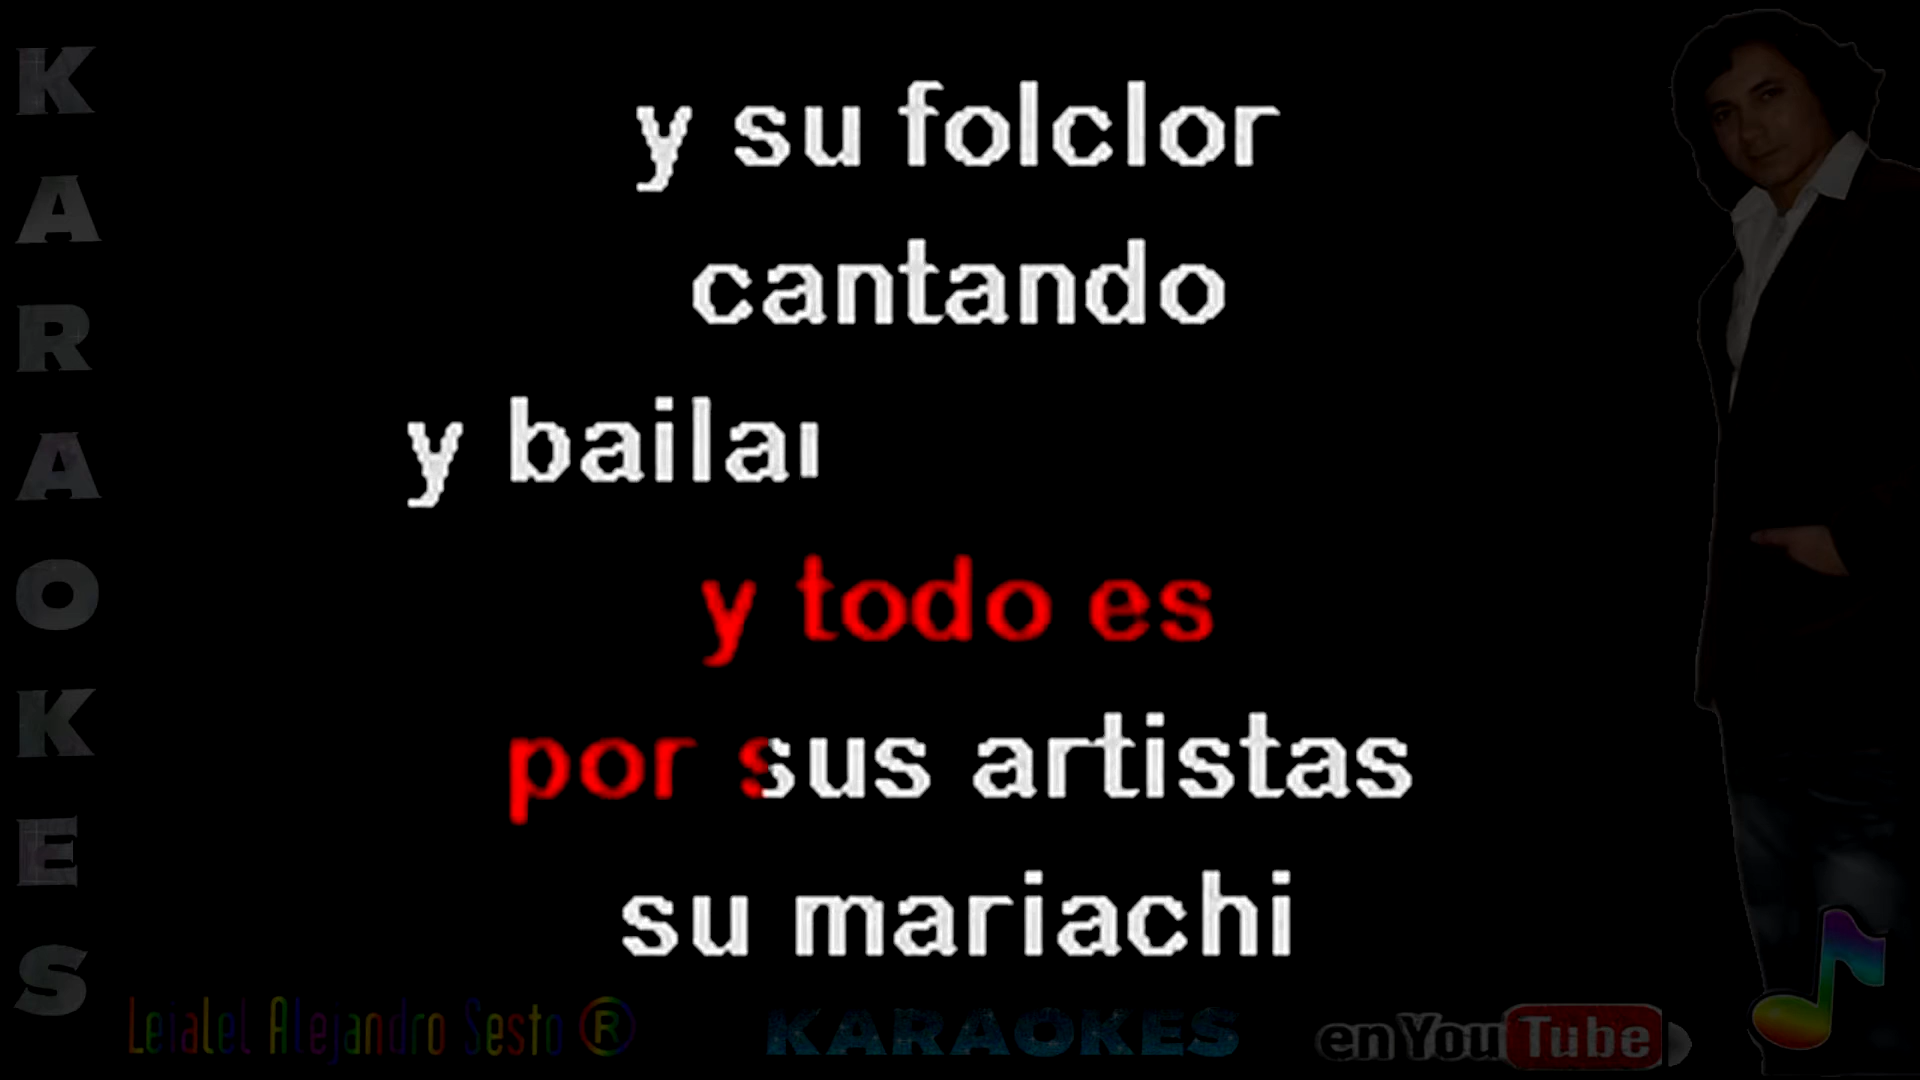 KARAOKES
y su folclor
cantando
y bailar
y todo es
por sus artistas
su mariachi
Leialel Alejandro Sesto ®
KARAOKES
en YouTube